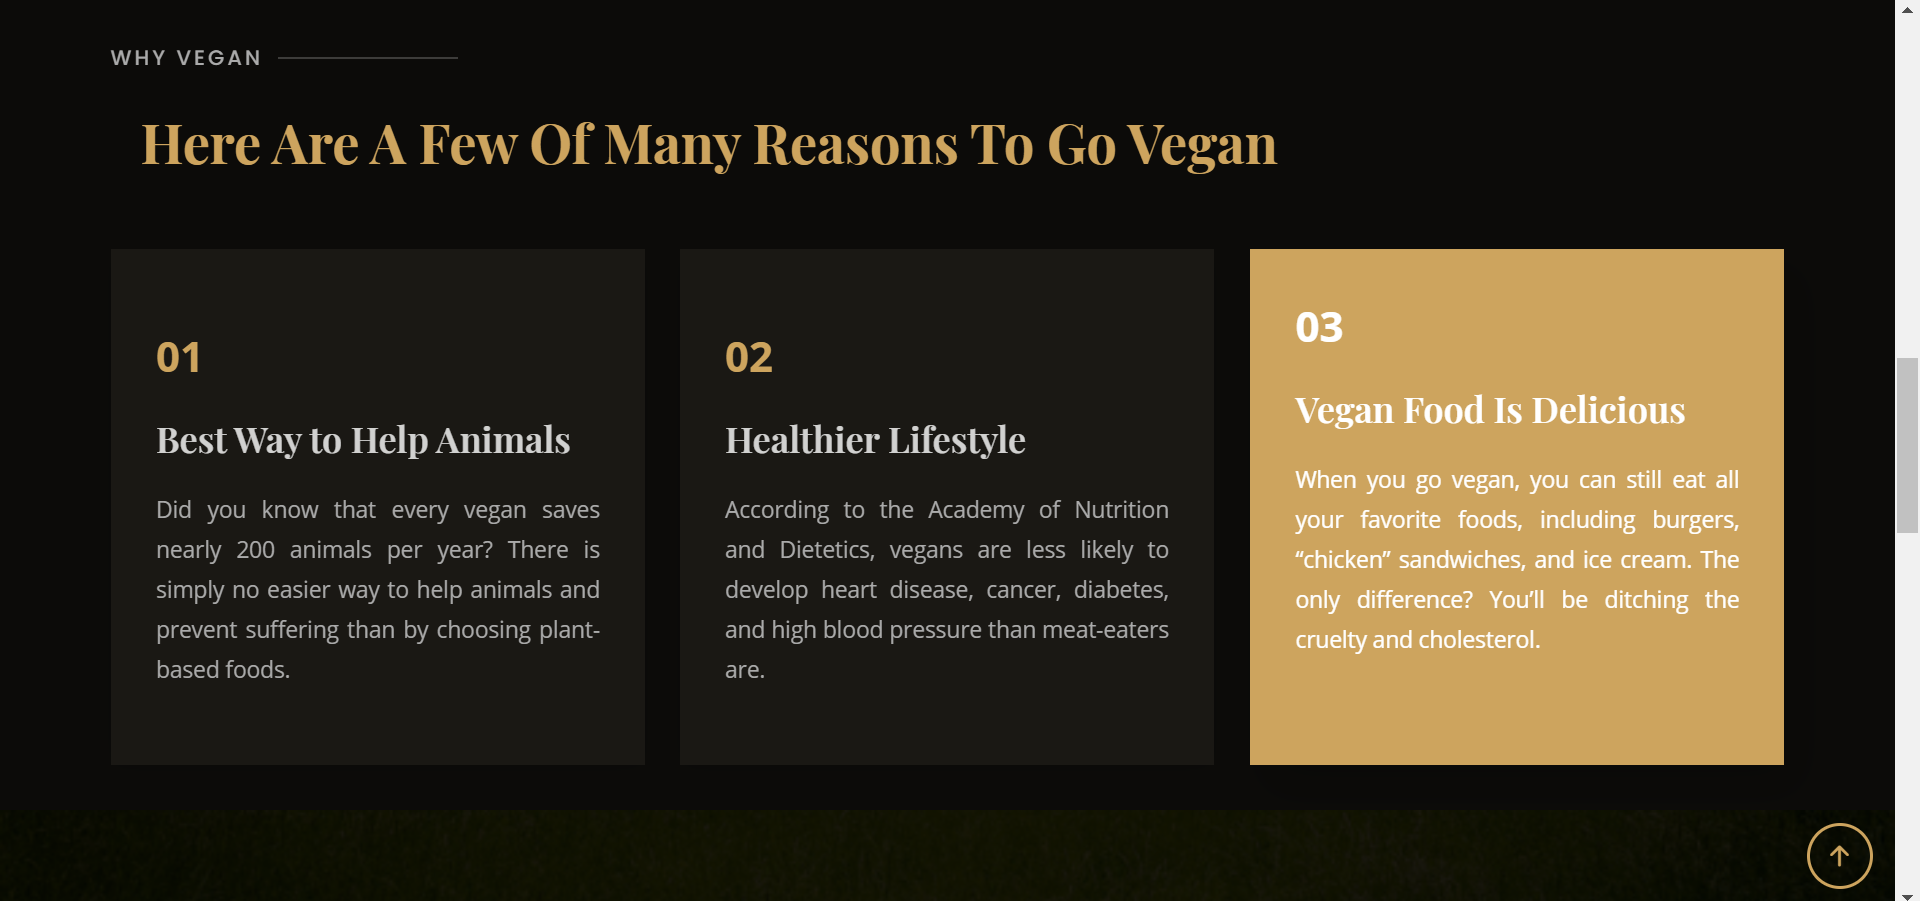 WHY VEGAN
Here Are A Few Of Many Reasons To Go Vegan
01
Best Way to Help Animals
Did you know that every vegan saves
nearly 200 animals per year? There is
simply no easier way to help animals and
prevent suffering than by choosing plant-
based foods.
02
Healthier Lifestyle
According to the Academy of Nutrition
and Dietetics, vegans are less likely to
develop heart disease, cancer, diabetes,
and high blood pressure than meat-eaters
are.
03
Vegan Food Is Delicious
When you go vegan, you can still eat all
your favorite foods, including burgers,
“chicken” sandwiches, and ice cream. The
only difference? You’ll be ditching the
cruelty and cholesterol.